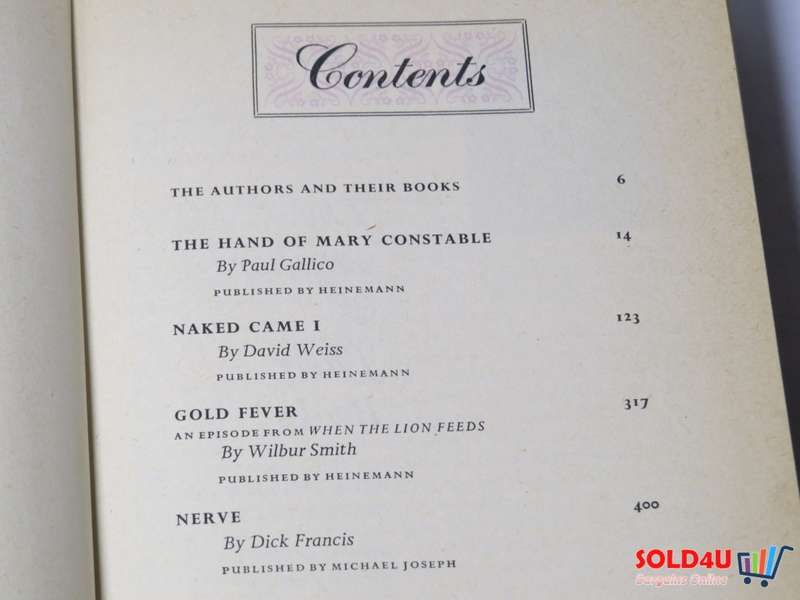 Contents
THE AUTHORS AND THEIR BOOKS 6
THE HAND OF MARY CONSTABLE 14
By Paul Gallico
PUBLISHED BY HEINEMANN
NAKED CAME I 123
By David Weiss
PUBLISHED BY HEINEMANN
GOLD FEVER 317
AN EPISODE FROM WHEN THE LION FEEDS
By Wilbur Smith
PUBLISHED BY HEINEMANN
NERVE 400
By Dick Francis
PUBLISHED BY MICHAEL JOSEPH
SOLD4U
Bargains Online